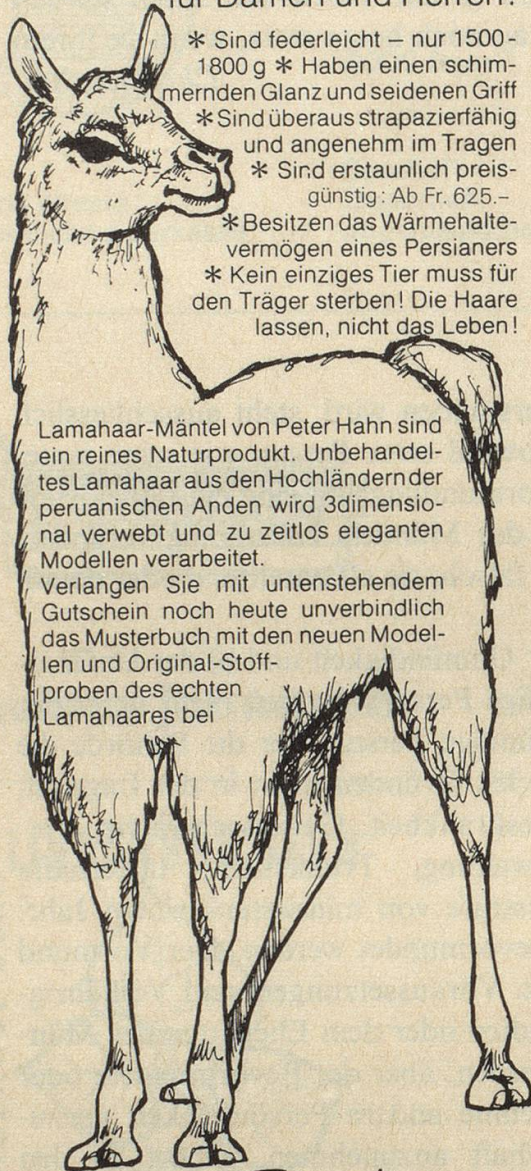 für Damen und Herren:
* Sind federleicht – nur 1500-
1800 g * Haben einen schim-
mernden Glanz und seidenen Griff
* Sind überaus strapazierfähig
und angenehm im Tragen
* Sind erstaunlich preis-
günstig: Ab Fr. 625.–
* Besitzen das Wärmehalte-
vermögen eines Persianers
* Kein einziges Tier muss für
den Träger sterben! Die Haare
lassen, nicht das Leben!
Lamahaar-Mäntel von Peter Hahn sind
ein reines Naturprodukt. Unbehandel-
tes Lamahaar aus den Hochländern der
peruanischen Anden wird 3dimensio-
nal verwebt und zu zeitlos eleganten
Modellen verarbeitet.
Verlangen Sie mit untenstehendem
Gutschein noch heute unverbindlich
das Musterbuch mit den neuen Model-
len und Original-Stoff-
proben des echten
Lamahaares bei